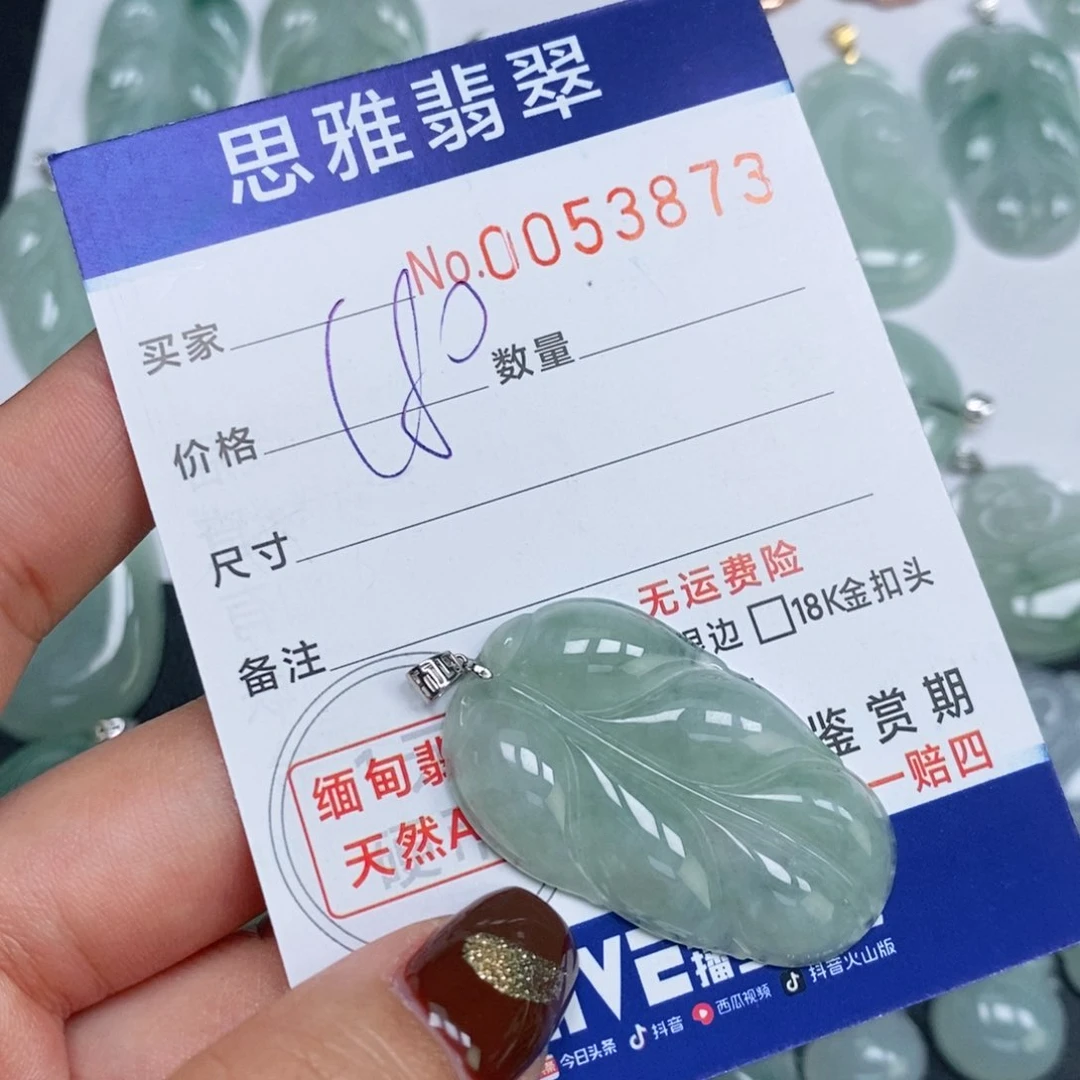 思雅翡翠
No.0053873
买家
价格 数量
尺寸
备注
无运费险
银边 □18K金扣头
鉴赏期
缅甸翡
天然A
一赔四
今日头条 抖音 西瓜视频 抖音火山版